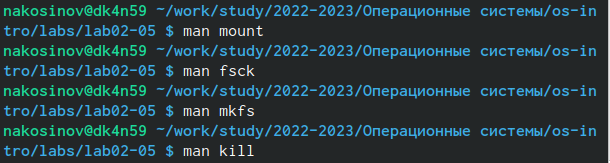 nakosinov@dk4n59 ~/work/study/2022-2023/Операционные системы/os-in
tro/labs/lab02-05 $ man mount
nakosinov@dk4n59 ~/work/study/2022-2023/Операционные системы/os-in
tro/labs/lab02-05 $ man fsck
nakosinov@dk4n59 ~/work/study/2022-2023/Операционные системы/os-in
tro/labs/lab02-05 $ man mkfs
nakosinov@dk4n59 ~/work/study/2022-2023/Операционные системы/os-in
tro/labs/lab02-05 $ man kill